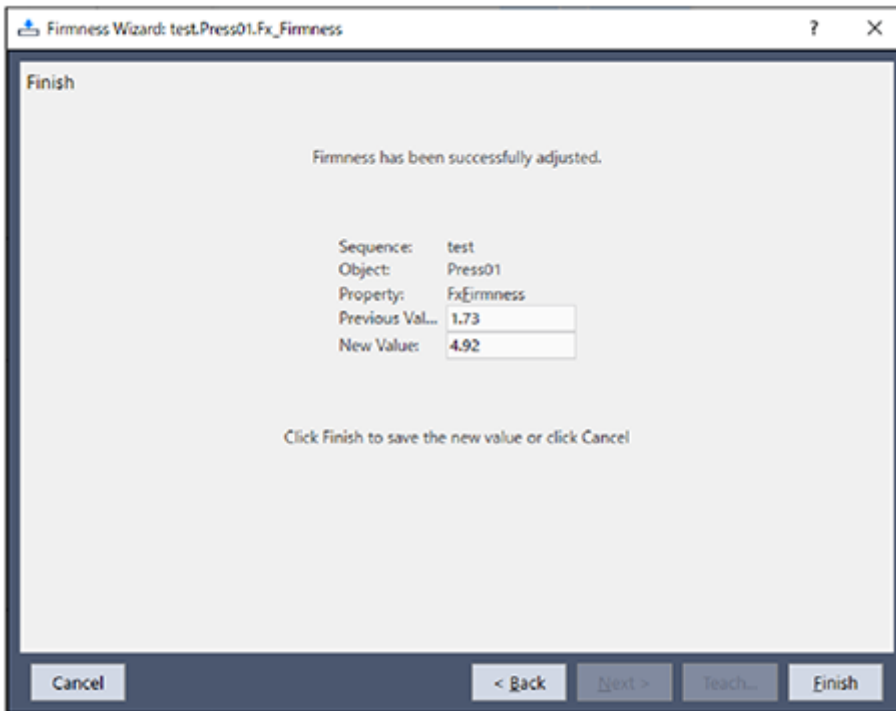 Firmness Wizard: test.Press01.Fx_Firmness ? X
Finish
Firmness has been successfully adjusted.
Sequence: test
Object: Press01
Property: FxFirmness
Previous Val... 1.73
New Value: 4.92
Click Finish to save the new value or click Cancel
Cancel < Back Next > Teach... Finish